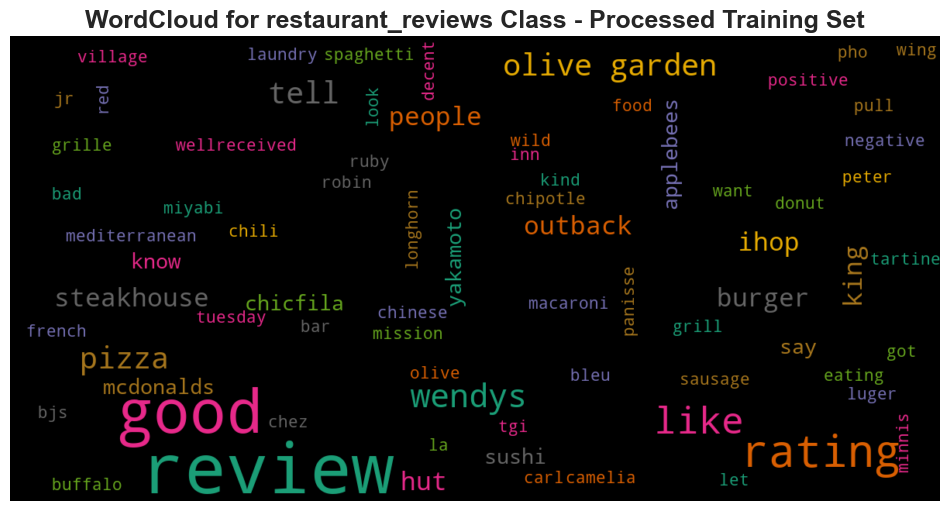 WordCloud for restaurant_reviews Class - Processed Training Set
village
laundry
spaghetti
decent
olive garden
pho
wing
positive
jr
red
tell
look
people
food
applebees
pull
grille
wellreceived
wild
inn
negative
ruby
robin
kind
peter
bad
miyabi
chipotle
want
donut
longhorn
yakamoto
outback
mediterranean
chili
know
ihop
king
tartine
steakhouse
chicfila
tuesday
chinese
macaroni
panisse
burger
french
bar
mission
grill
say
got
pizza
mcdonalds
olive
bleu
sausage
eating
luger
good
wendys
bjs
chez
tgi
like
minnis
la
sushi
rating
review
buffalo
hut
carlcamelia
let